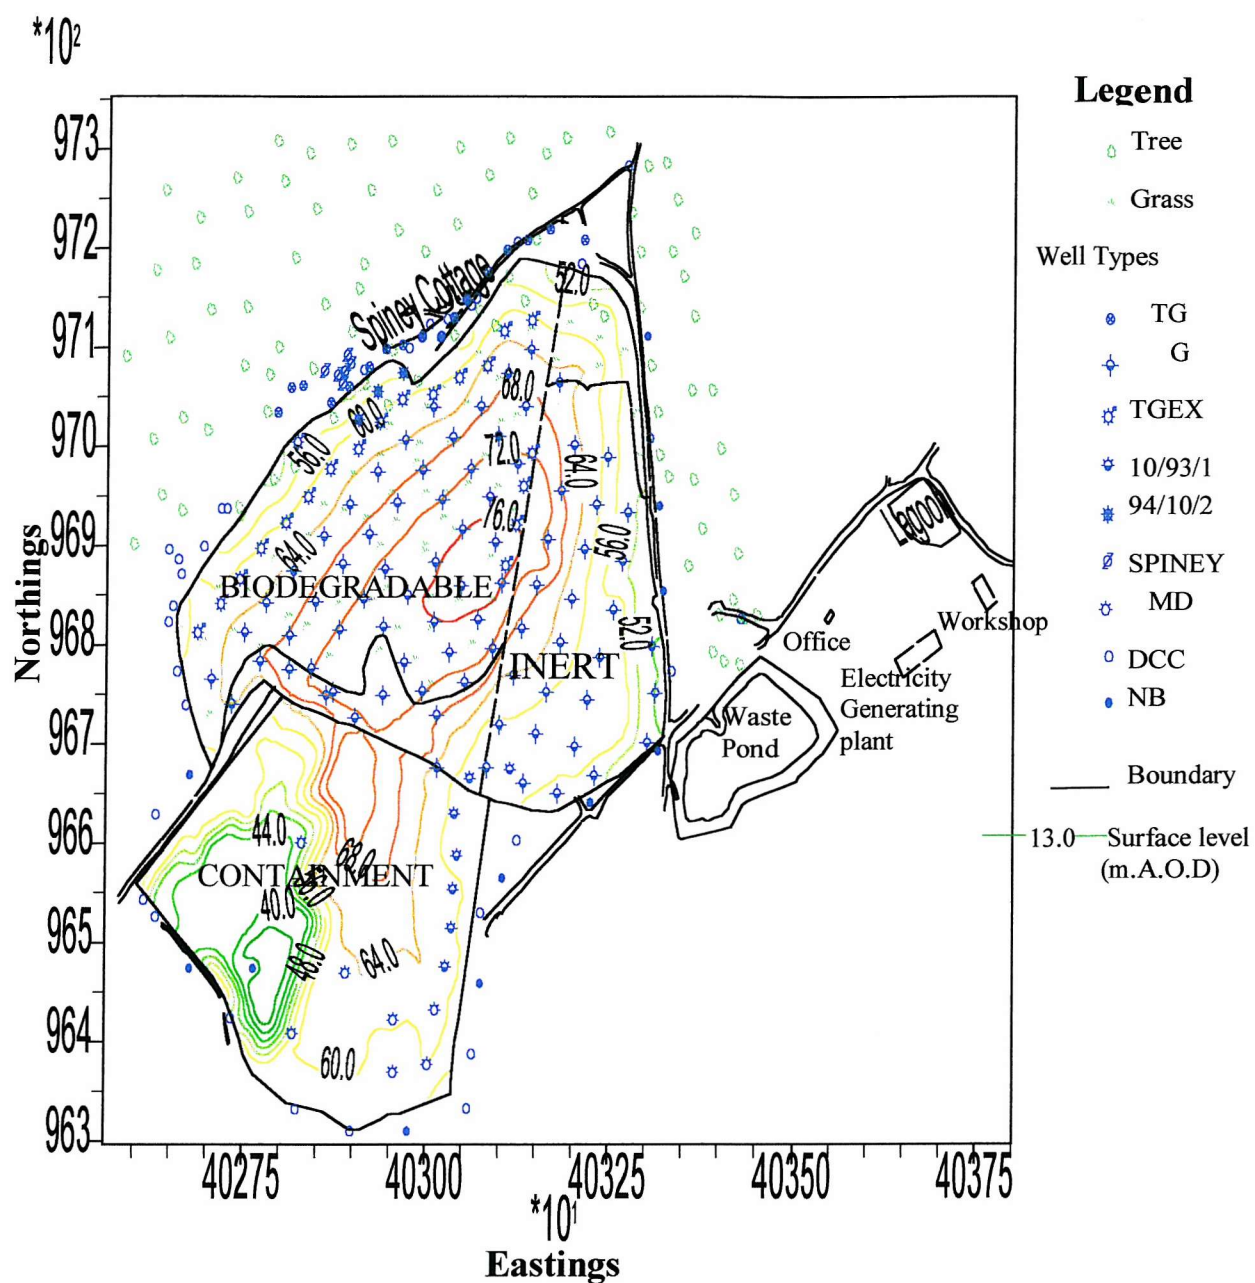 *10²
Legend
973
Tree
Grass
972
Well Types
52.0
Spiney Cottage
TG
971
G
68.0
TGEX
60.0
970
56.0
72.0
64.0
10/93/1
76.0
94/10/2
969
64.0
56.0
Lagoon
SPINEY
BIODEGRADABLE
MD
Northings
968
52.0
Office
Workshop
INERT
DCC
Electricity
Generating
plant
NB
967
Waste
Pond
Boundary
966
44.0
13.0
Surface level
(m.A.O.D)
68.0
CONTAINMENT
40.0
965
48.0
64.0
964
60.0
963
40275
40300
40325
40350
40375
*10¹
Eastings